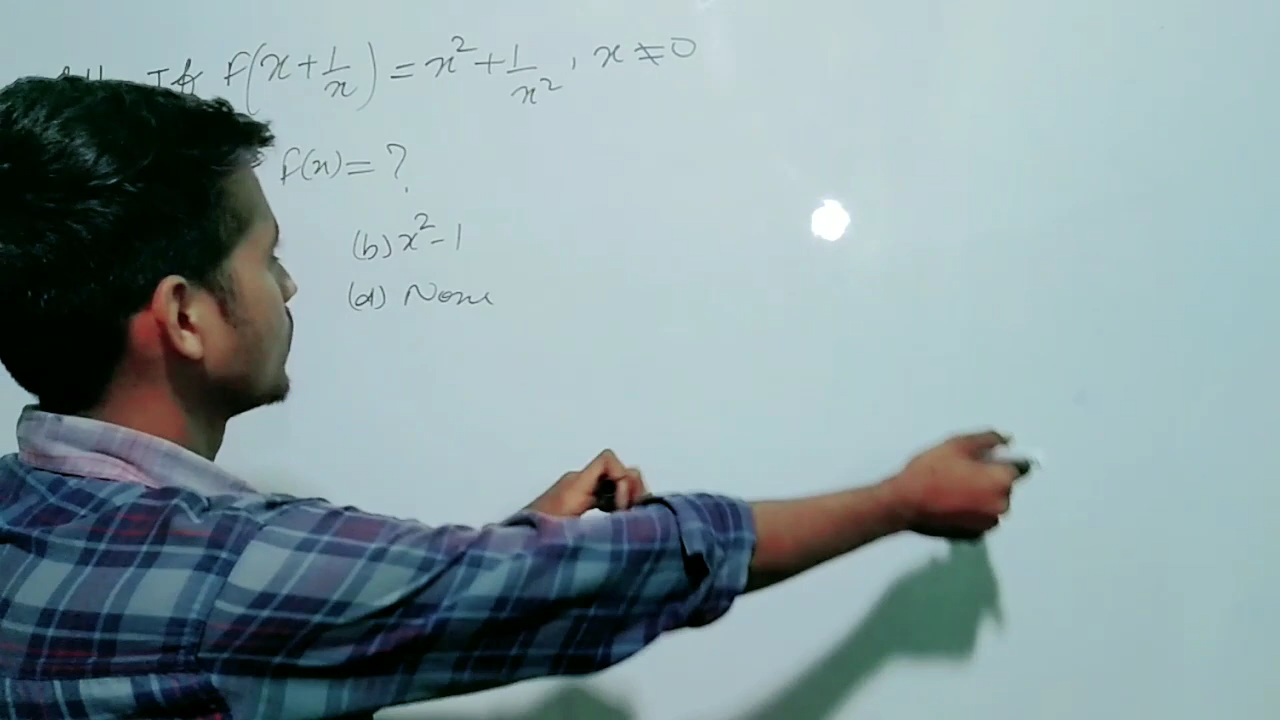 If f(x+1/x) = x²+1/x², x≠0
f(x) = ?
(b) x²-1
(d) None